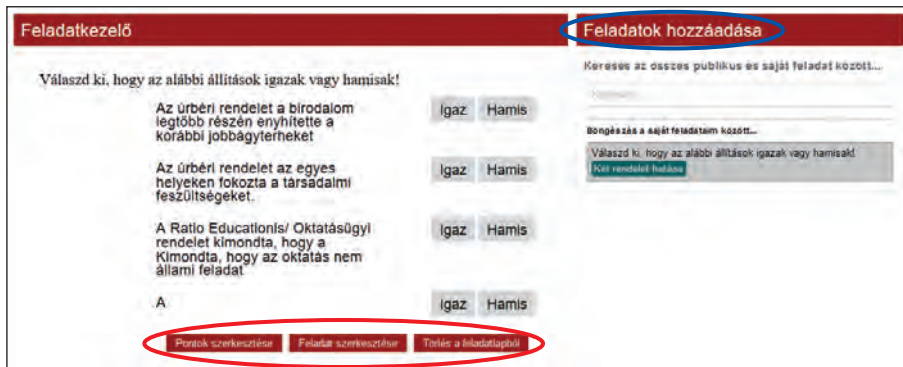 Feladatkezelő
Válaszd ki, hogy az alábbi állítások igazak vagy hamisak!
Az úrbéri rendelet a birodalom
legtöbb részén enyhítette a
korábbi jobbágyterheket
Igaz Hamis
Az úrbéri rendelet az egyes
helyeken fokozta a társadalmi
feszültségeket.
Igaz Hamis
A Ratio Educationis/ Oktatásügyi
rendelet kimondta, hogy a
Kimondta, hogy az oktatás nem
állami feladat
Igaz Hamis
A
Igaz Hamis
Pontok szerkesztése Feladat szerkesztése Törlés a feladatlapból
Feladatok hozzáadása
Keresés az összes publikus és saját feladat között...
Böngészés a saját feladataim között...
Válaszd ki, hogy az alábbi állítások igazak vagy hamisak!
Két rendelet hatása